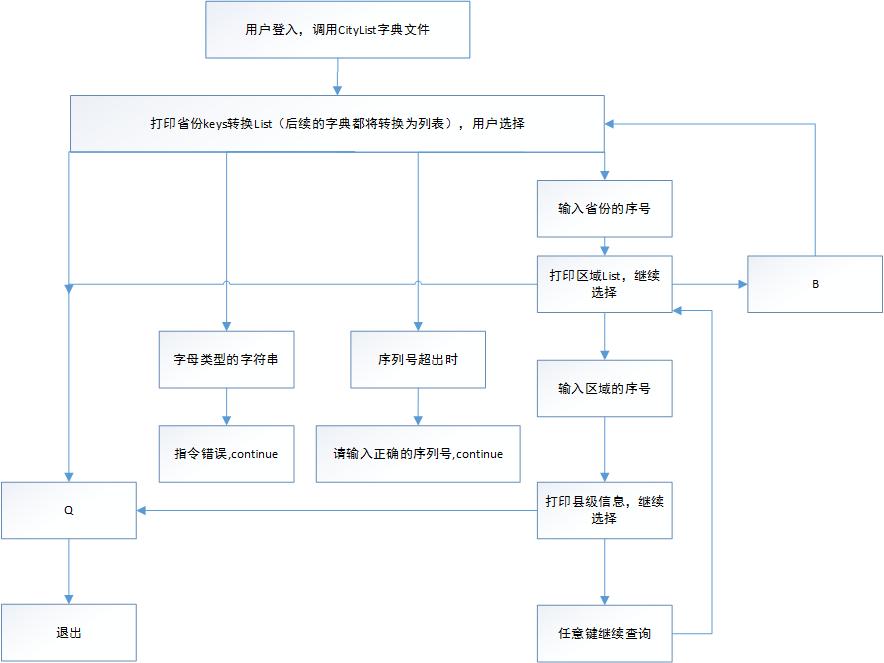 用户登入，调用CityList字典文件
打印省份keys转换List（后续的字典都将转换为列表），用户选择
输入省份的序号
打印区域List，继续
选择
B
字母类型的字符串
序列号超出时
输入区域的序号
指令错误,continue
请输入正确的序列号,continue
Q
打印县级信息，继续
选择
退出
任意键继续查询